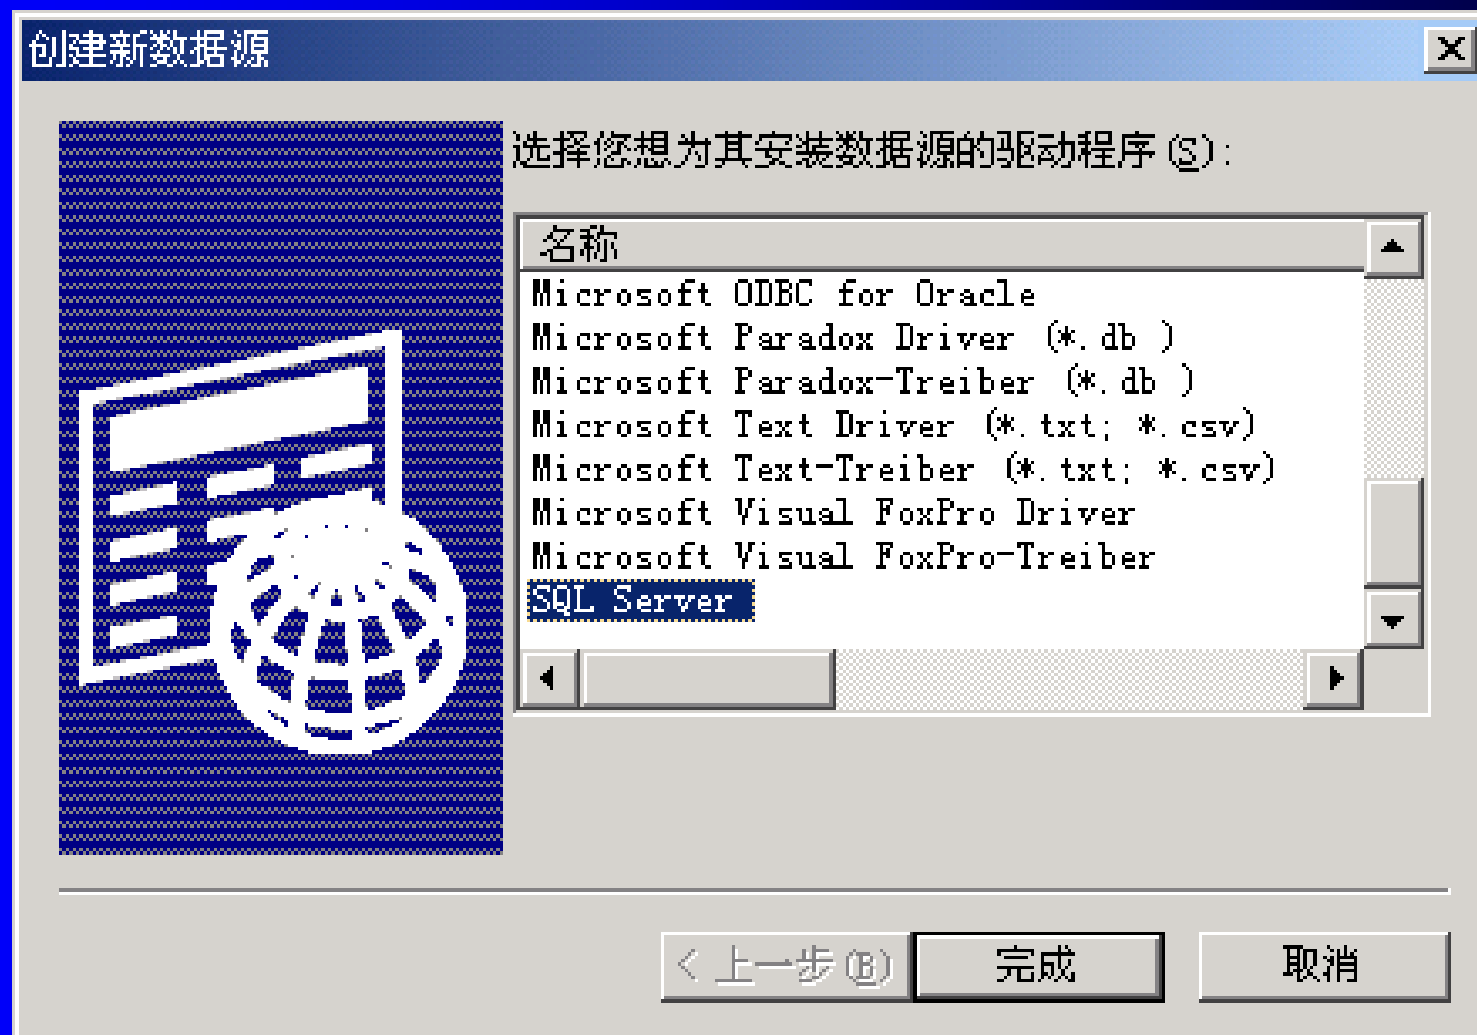 创建新数据源
选择您想为其安装数据源的驱动程序(S):
名称
Microsoft ODBC for Oracle
Microsoft Paradox Driver (*.db )
Microsoft Paradox-Treiber (*.db )
Microsoft Text Driver (*.txt; *.csv)
Microsoft Text-Treiber (*.txt; *.csv)
Microsoft Visual FoxPro Driver
Microsoft Visual FoxPro-Treiber
SQL Server
< 上一步(B) 完成 取消